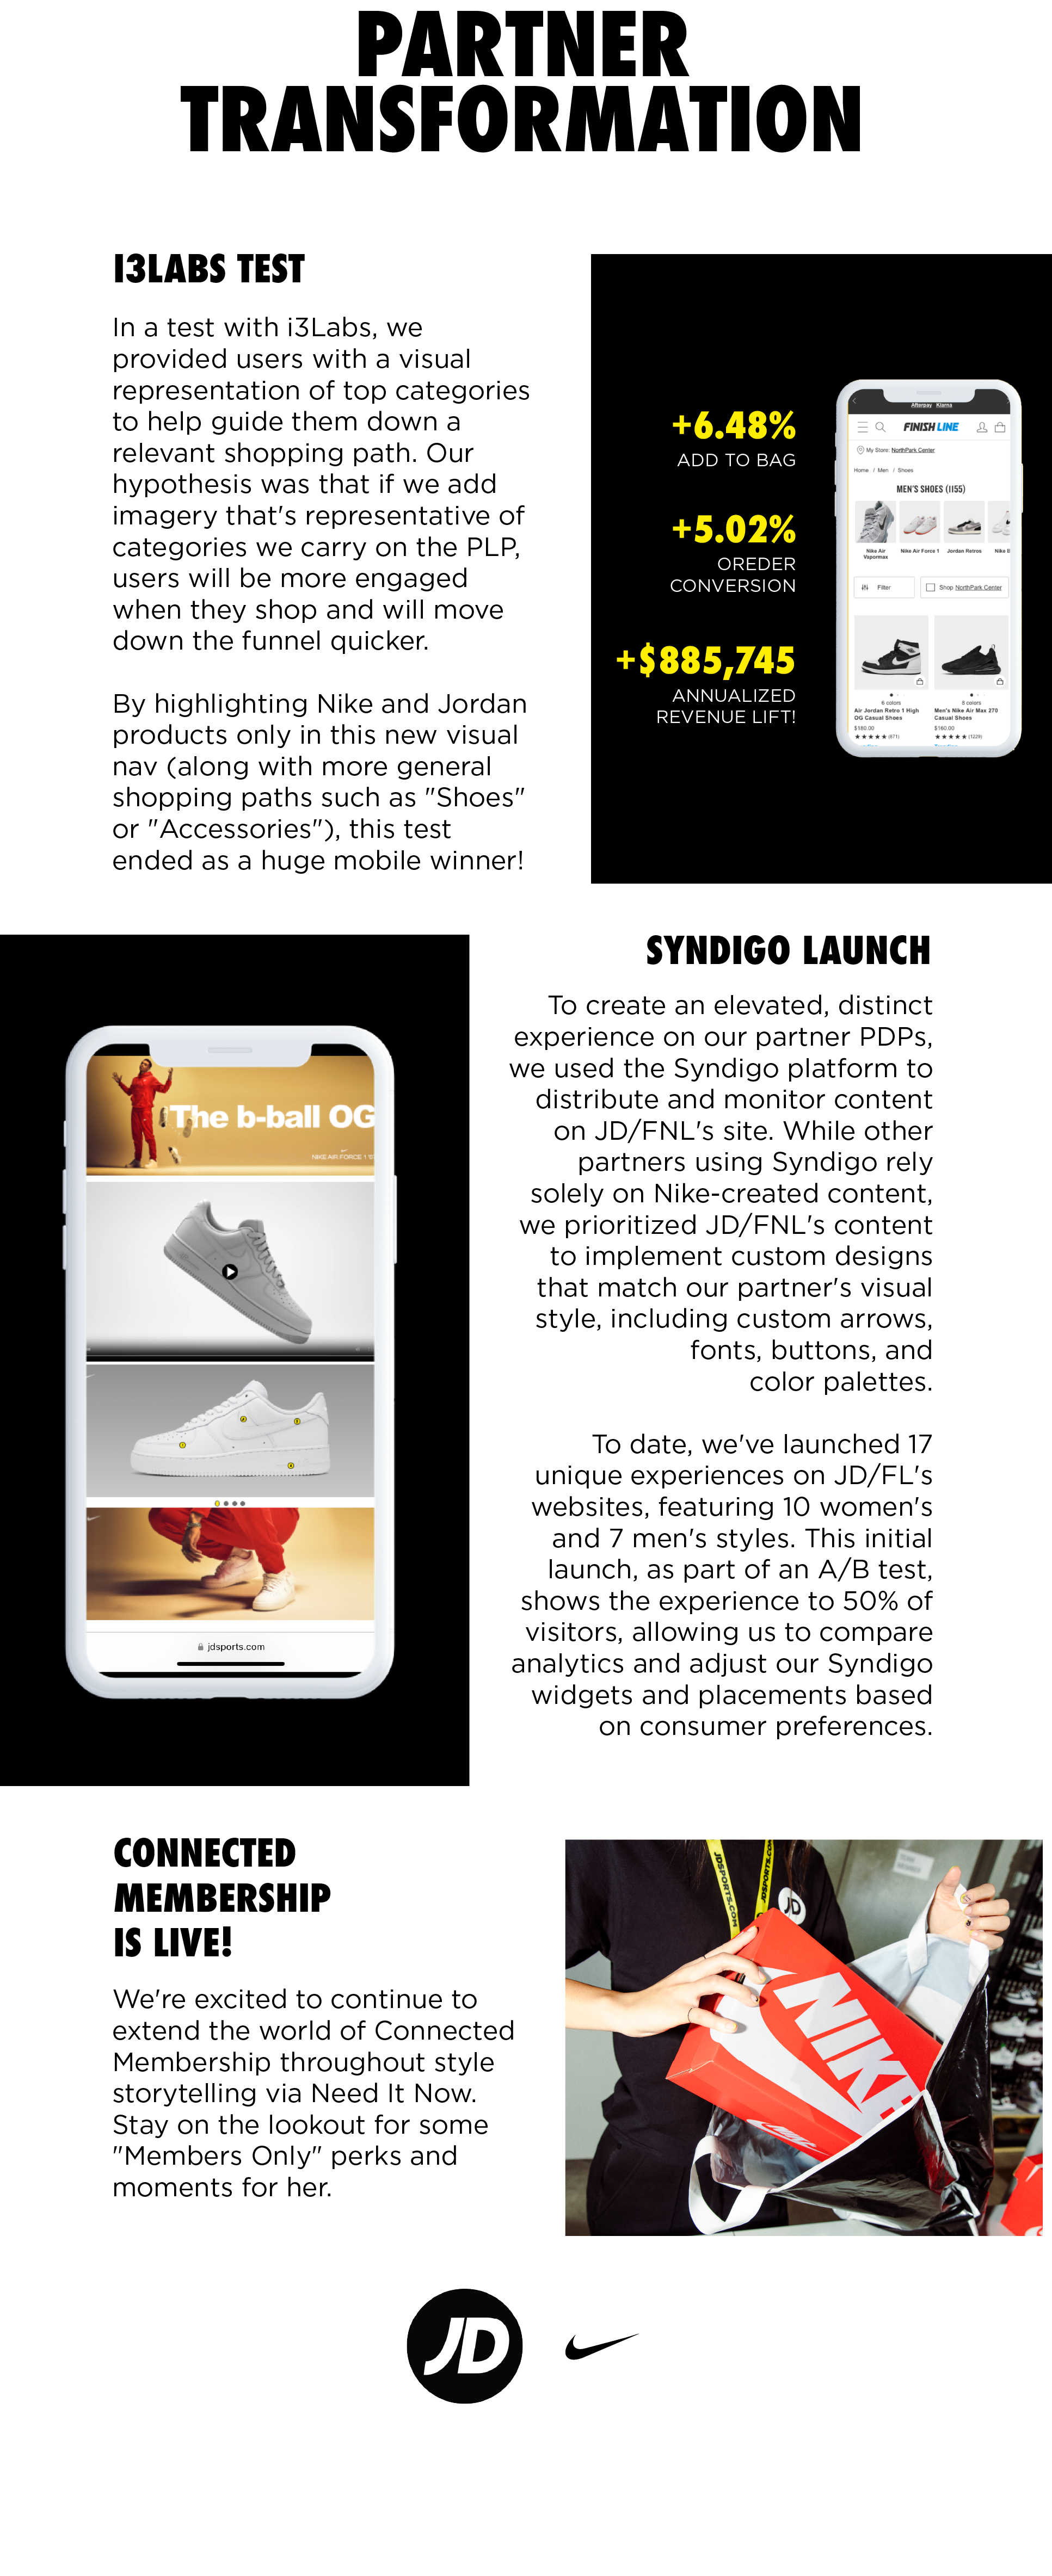 PARTNER
TRANSFORMATION
I3LABS TEST
In a test with i3Labs, we
provided users with a visual
representation of top categories
to help guide them down a
relevant shopping path. Our
hypothesis was that if we add
imagery that's representative of
categories we carry on the PLP,
users will be more engaged
when they shop and will move
down the funnel quicker.
By highlighting Nike and Jordan
products only in this new visual
nav (along with more general
shopping paths such as "Shoes"
or "Accessories"), this test
ended as a huge mobile winner!
+6.48%
ADD TO BAG
+5.02%
OREDER
CONVERSION
+$885,745
ANNUALIZED
REVENUE LIFT!
Afterpay Klarna
FINISH LINE
My Store: NorthPark Center
Home / Men / Shoes
MEN'S SHOES (1155)
Nike Air Vapormax
Nike Air Force 1
Jordan Retros
Nike
Filter
Shop NorthPark Center
6 colors
8 colors
Air Jordan Retro 1 High
OG Casual Shoes
Men's Nike Air Max 270
Casual Shoes
$180.00
$160.00
(971)
(1229)
SYNDIGO LAUNCH
To create an elevated, distinct
experience on our partner PDPs,
we used the Syndigo platform to
distribute and monitor content
on JD/FNL's site. While other
partners using Syndigo rely
solely on Nike-created content,
we prioritized JD/FNL's content
to implement custom designs
that match our partner's visual
style, including custom arrows,
fonts, buttons, and
color palettes.
To date, we've launched 17
unique experiences on JD/FL's
websites, featuring 10 women's
and 7 men's styles. This initial
launch, as part of an A/B test,
shows the experience to 50% of
visitors, allowing us to compare
analytics and adjust our Syndigo
widgets and placements based
on consumer preferences.
The b-ball OG
NIKE AIR FORCE 1
jdsports.com
CONNECTED
MEMBERSHIP
IS LIVE!
We're excited to continue to
extend the world of Connected
Membership throughout style
storytelling via Need It Now.
Stay on the lookout for some
"Members Only" perks and
moments for her.
JDSPORTS.COM
JDSPORTS.COM
JD
NIKE
JD